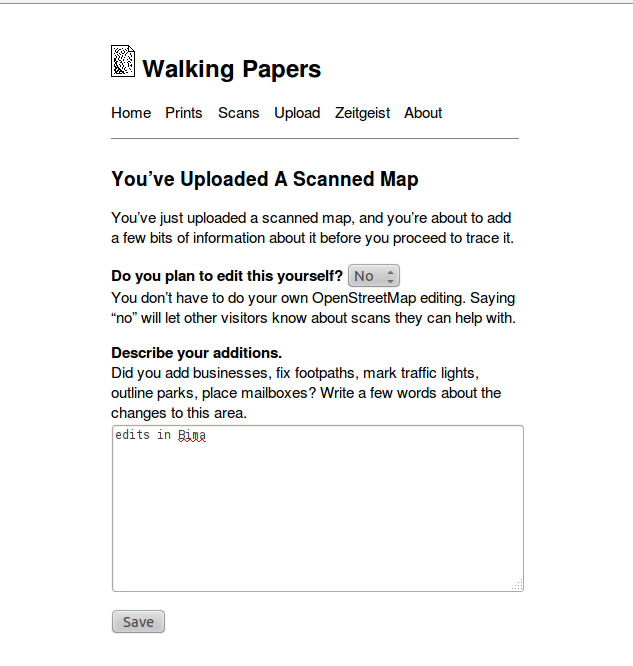 Walking Papers
Home Prints Scans Upload Zeitgeist About
You’ve Uploaded A Scanned Map
You’ve just uploaded a scanned map, and you’re about to add
a few bits of information about it before you proceed to trace it.
Do you plan to edit this yourself? No
You don’t have to do your own OpenStreetMap editing. Saying
“no” will let other visitors know about scans they can help with.
Describe your additions.
Did you add businesses, fix footpaths, mark traffic lights,
outline parks, place mailboxes? Write a few words about the
changes to this area.
edits in Bima
Save